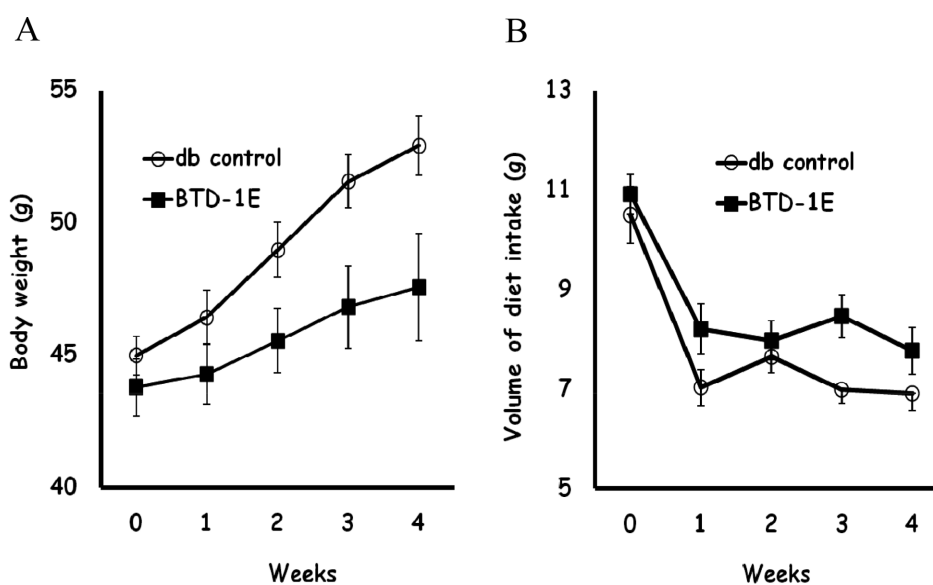 A
Body weight (g)
55
50
45
40
db control
BTD-1E
0 1 2 3 4
Weeks
B
Volume of diet intake (g)
13
11
9
7
5
db control
BTD-1E
0 1 2 3 4
Weeks